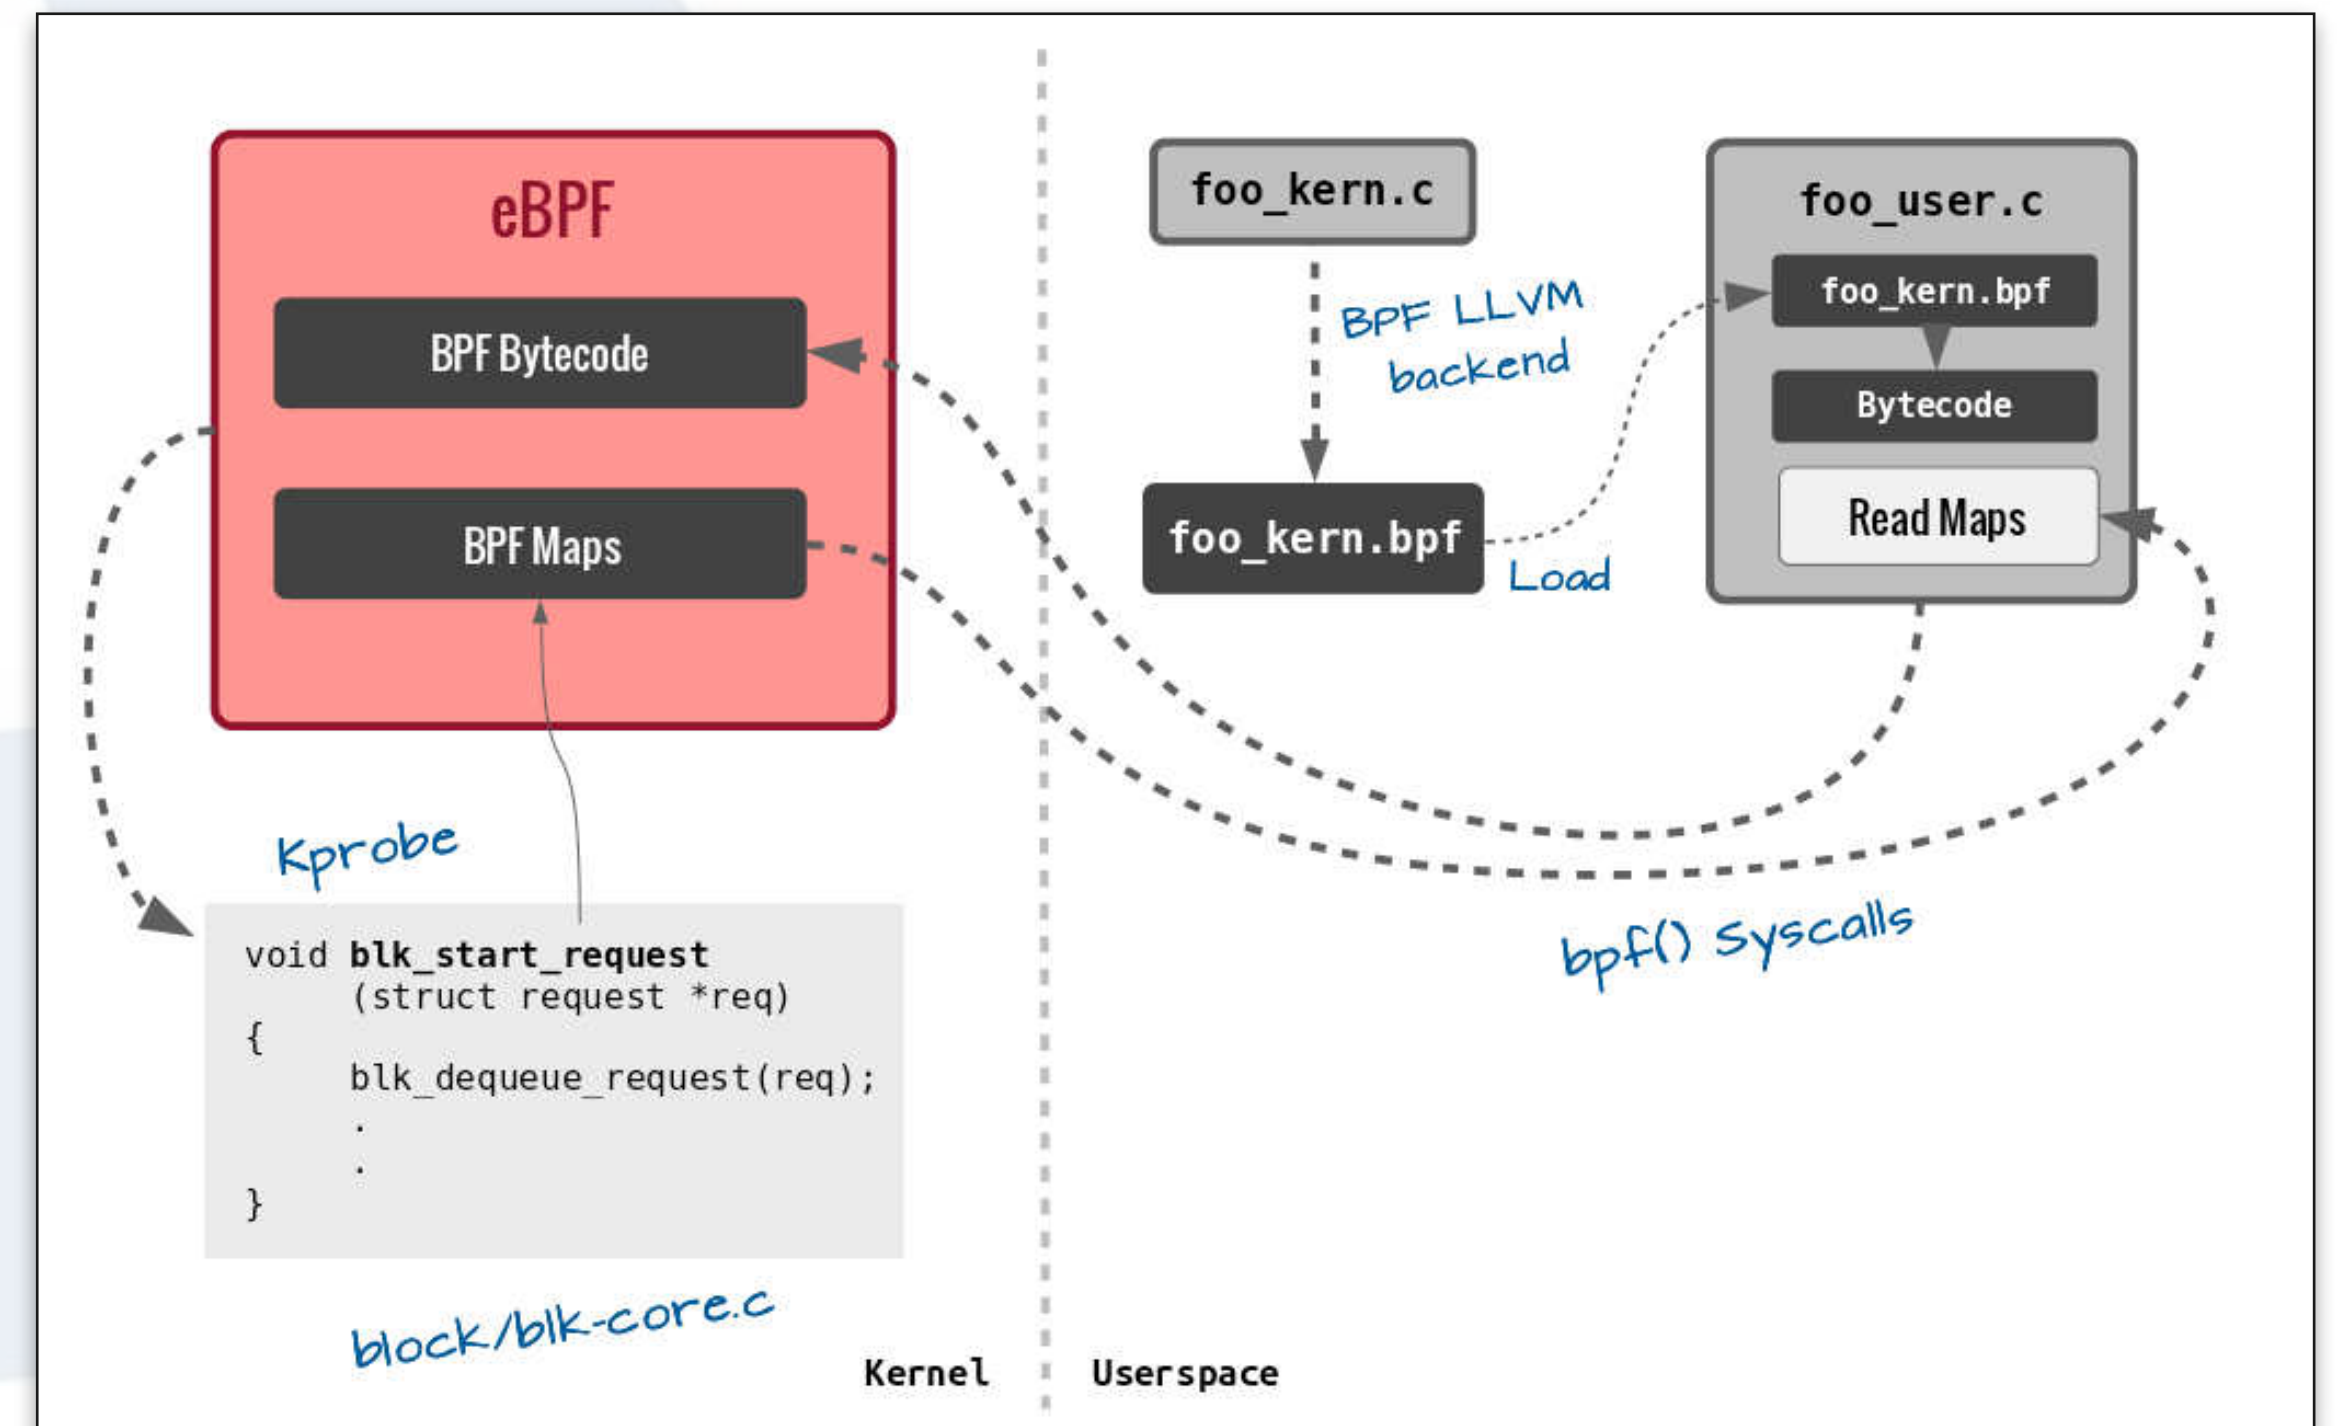 eBPF
BPF Bytecode
BPF Maps
Kprobe
void blk_start_request
(struct request *req)
{
blk_dequeue_request(req);
.
.
}
block/blk-core.c
Kernel
foo_kern.c
BPF LLVM
backend
foo_kern.bpf
Load
foo_user.c
foo_kern.bpf
Bytecode
Read Maps
bpf() Syscalls
Userspace